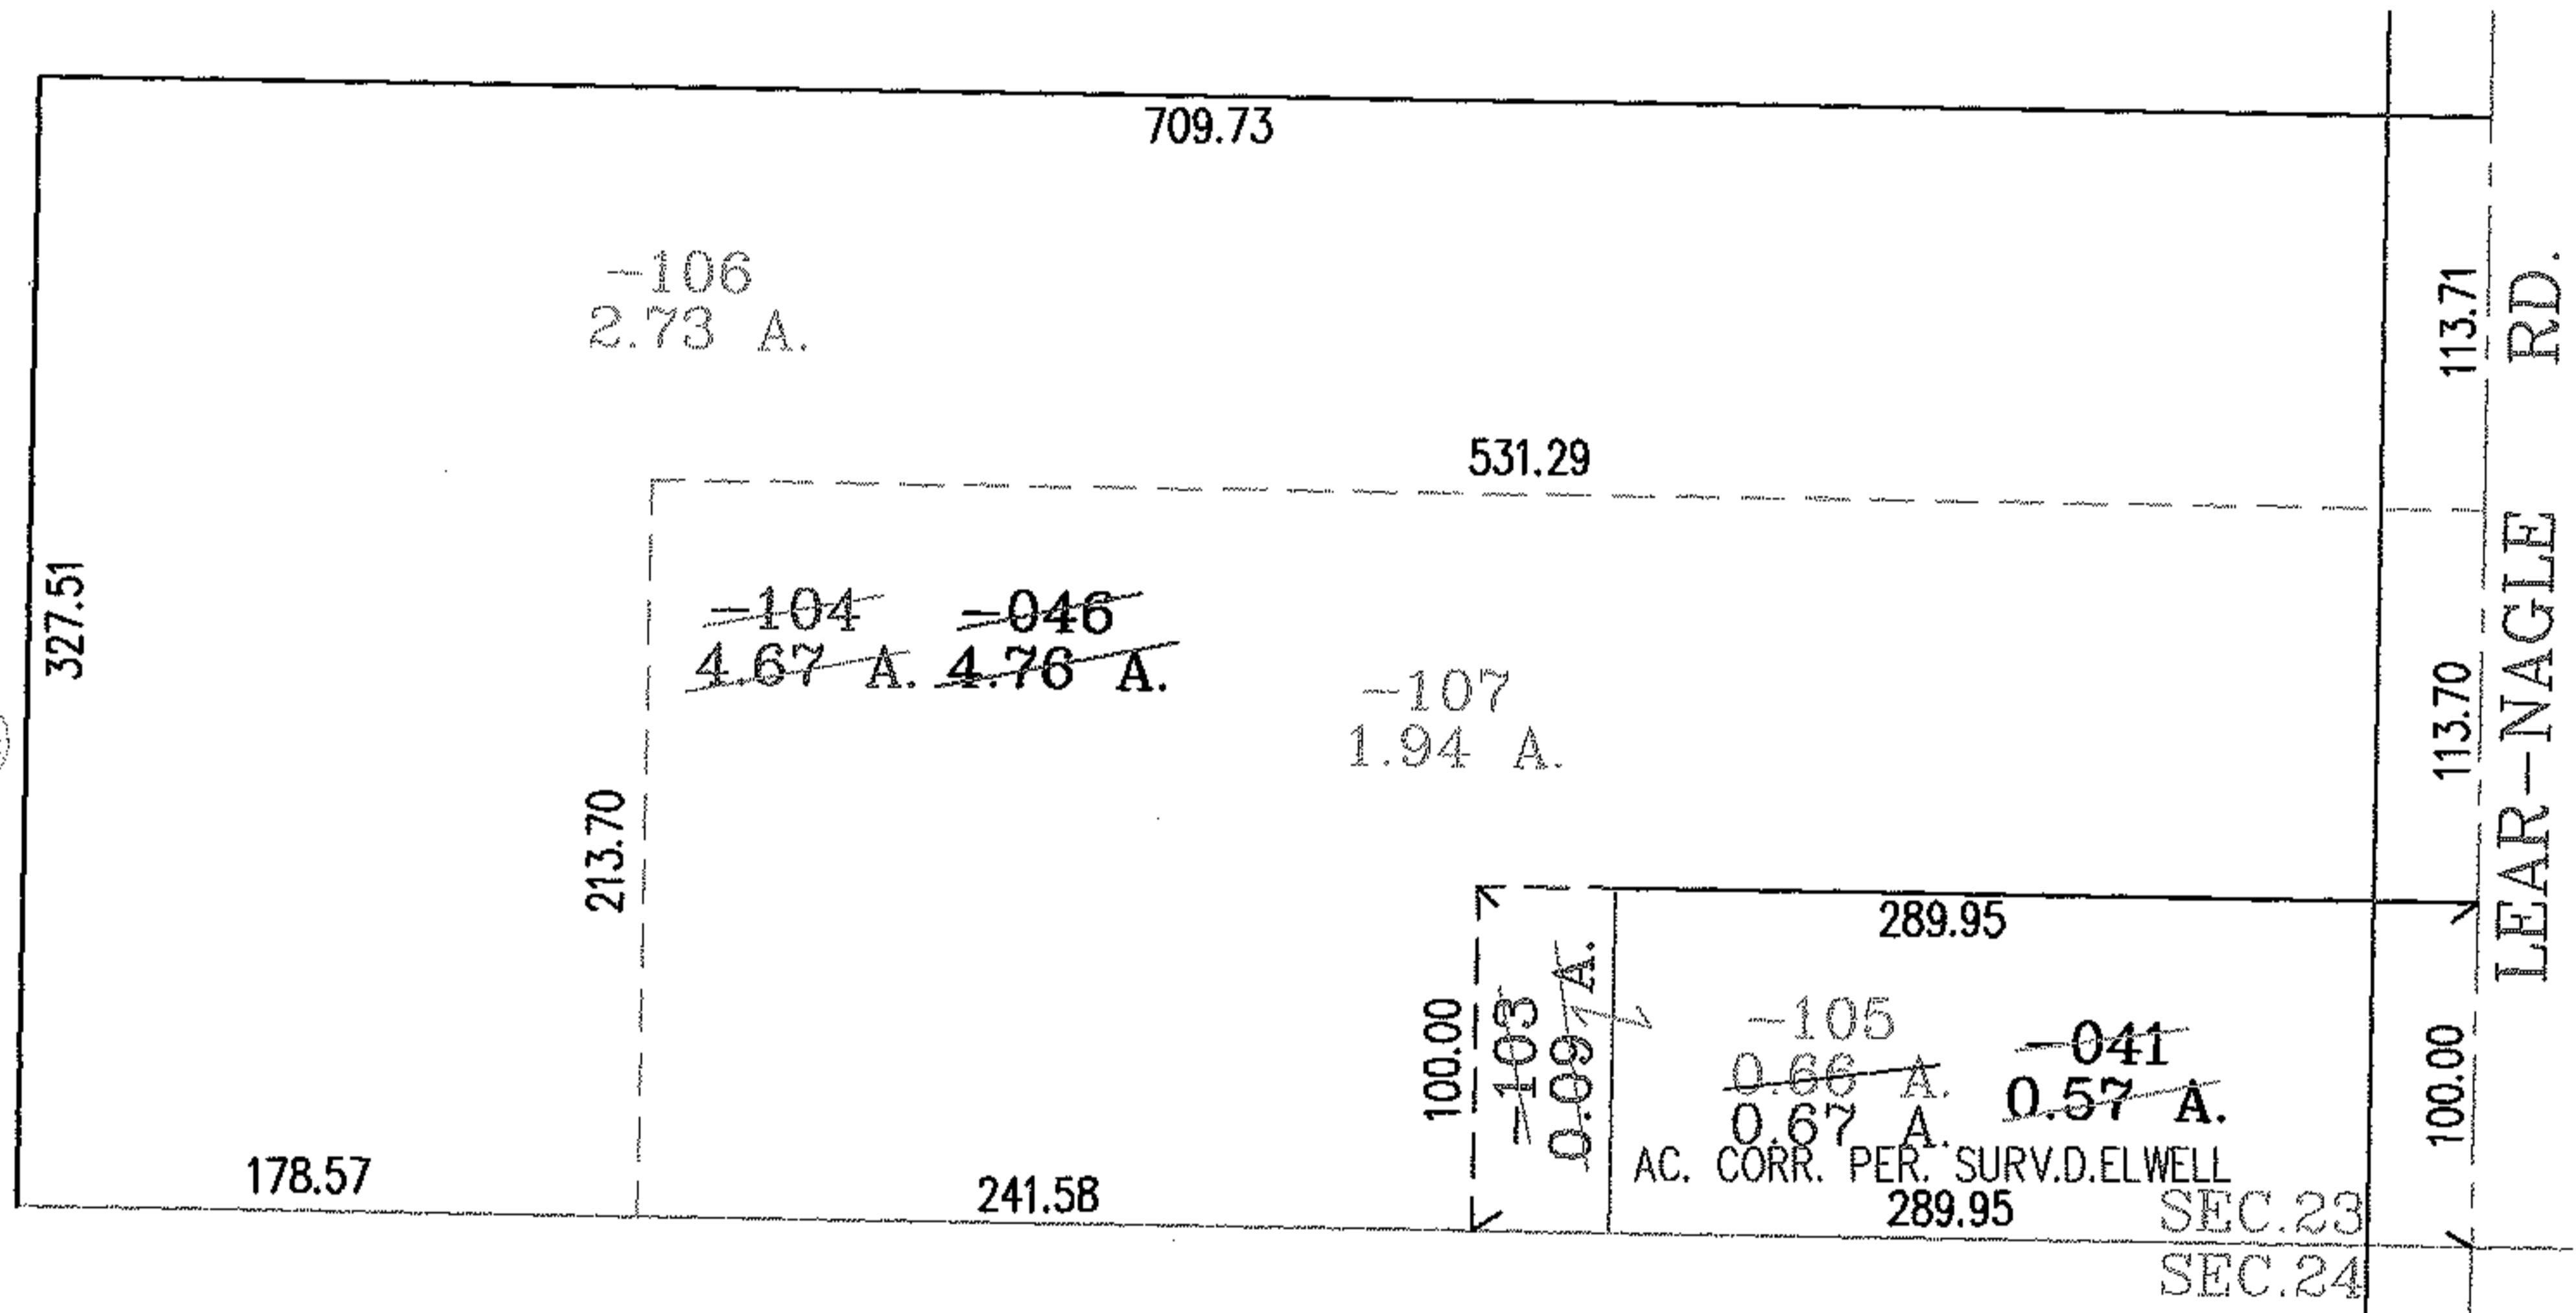 709.73
-106
2.73 A.
113.71
LEAR-NAGLE RD.
531.29
327.51
-104 -046
4.67 A. 4.76 A.
-107
1.94 A.
113.70
213.70
289.95
100.00
-103
0.09 A.
-105
0.66 A.
0.67 A.
-041
0.57 A.
100.00
AC. CORR. PER. SURV.D.ELWELL
178.57
241.58
289.95
SEC.23
SEC.24